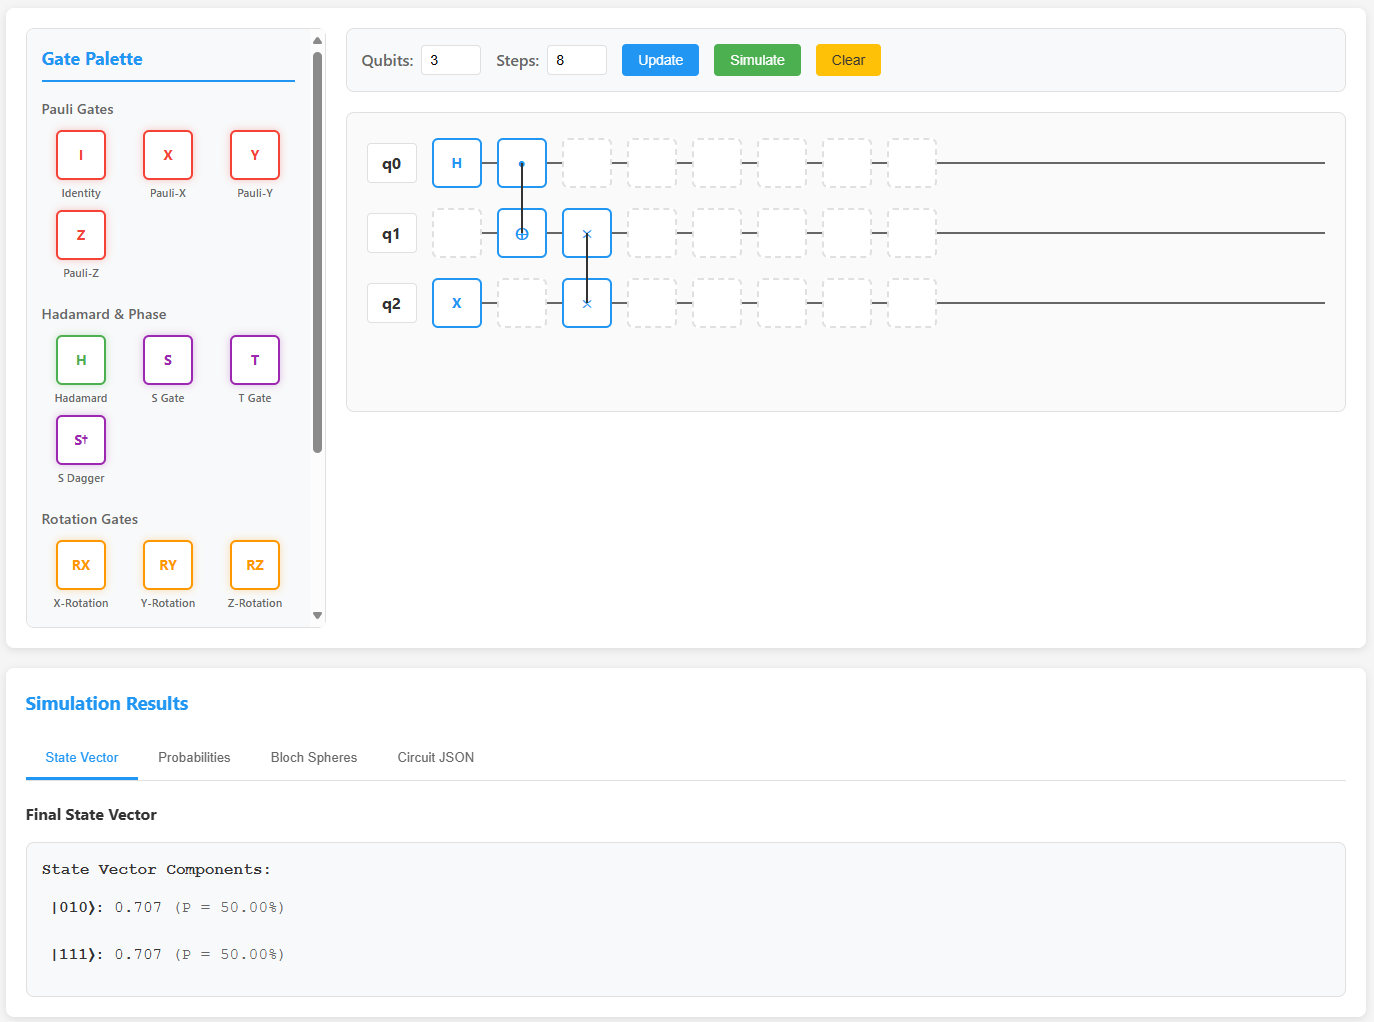 Gate Palette
Pauli Gates
I
X
Y
Identity
Pauli-X
Pauli-Y
Z
Pauli-Z
Hadamard & Phase
H
S
T
Hadamard
S Gate
T Gate
S†
S Dagger
Rotation Gates
RX
RY
RZ
X-Rotation
Y-Rotation
Z-Rotation
Qubits: 3 Steps: 8 Update Simulate Clear
q0 H
q1
q2 X
Simulation Results
State Vector Probabilities Bloch Spheres Circuit JSON
Final State Vector
State Vector Components:
|010⟩: 0.707 (P = 50.00%)
|111⟩: 0.707 (P = 50.00%)